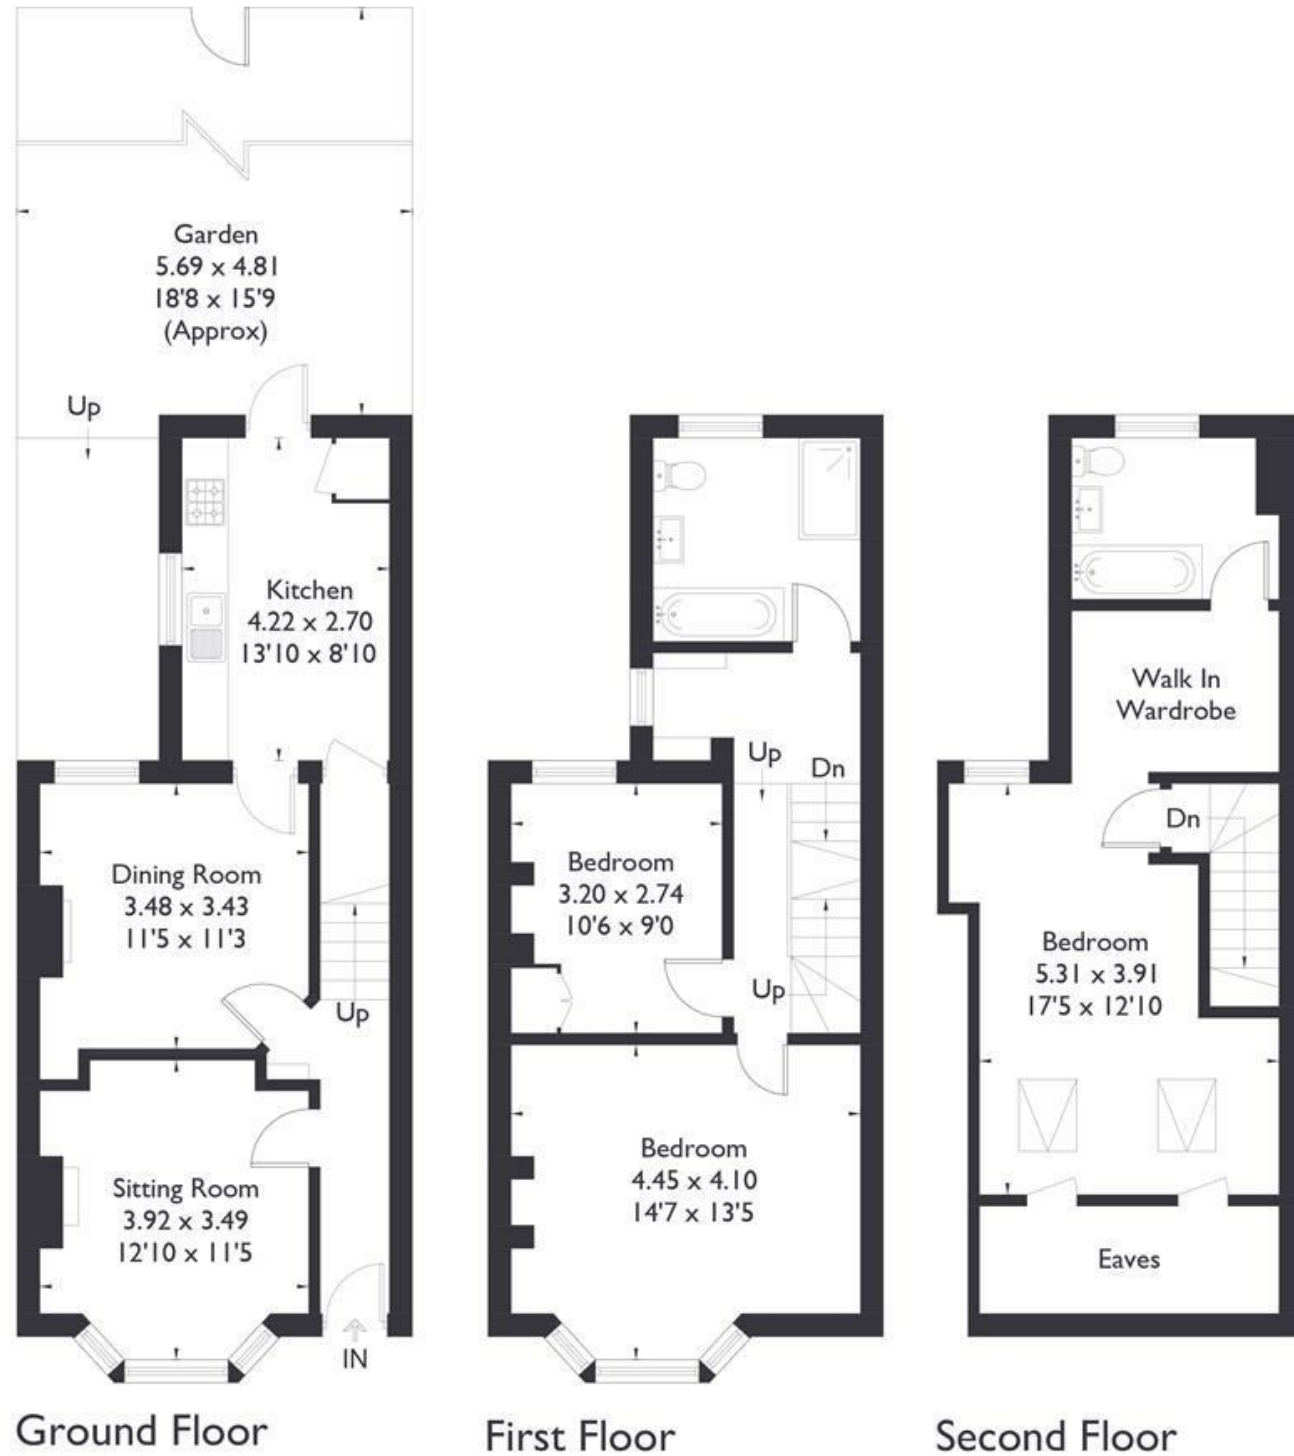 Garden
5.69 x 4.81
18'8 x 15'9
(Approx)
Up
Kitchen
4.22 x 2.70
13'10 x 8'10
Dining Room
3.48 x 3.43
11'5 x 11'3
Up
Sitting Room
3.92 x 3.49
12'10 x 11'5
IN
Ground Floor
Up
Dn
Bedroom
3.20 x 2.74
10'6 x 9'0
Up
Bedroom
4.45 x 4.10
14'7 x 13'5
First Floor
Walk In
Wardrobe
Dn
Bedroom
5.31 x 3.91
17'5 x 12'10
Eaves
Second Floor